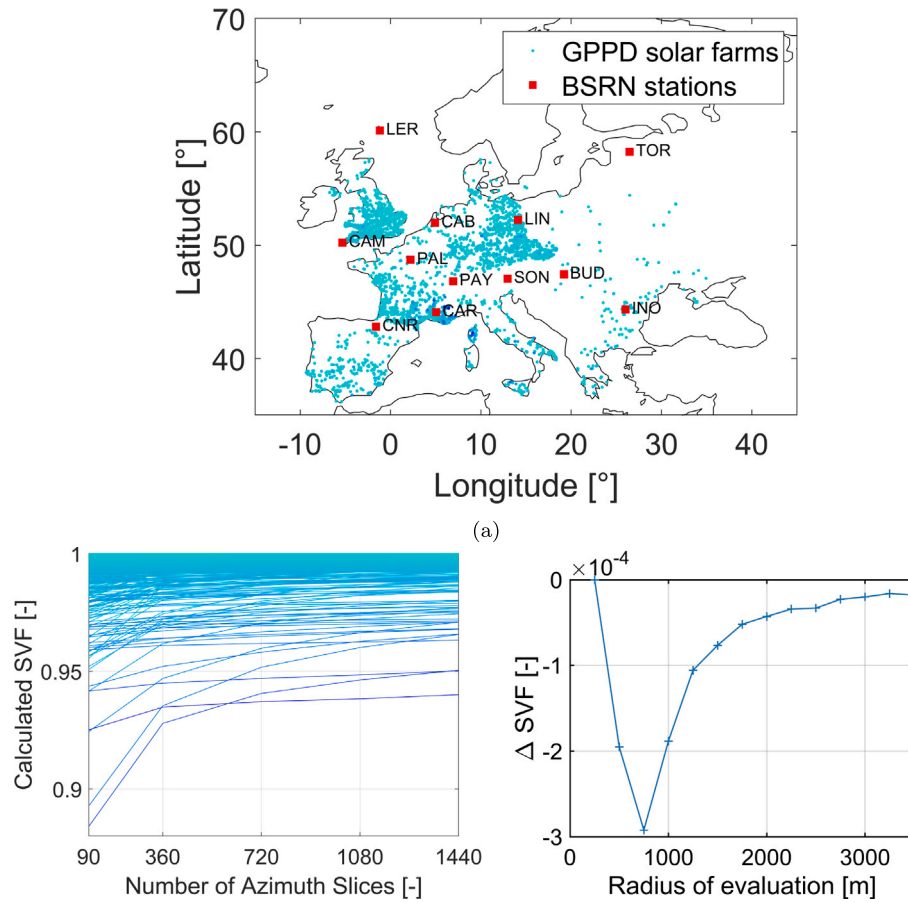 70
GPPD solar farms
BSRN stations
60
LER
TOR
Latitude [°]
CAB
LIN
50
CAM
PAL
PAY
SON
BUD
CAR
INO
CNR
40
-10 0 10 20 30 40
Longitude [°]
(a)
1
0.95
0.9
Calculated SVF [-]
90 360 720 1080 1440
Number of Azimuth Slices [-]
×10-4
0
-1
-2
-3
Δ SVF [-]
0 1000 2000 3000
Radius of evaluation [m]